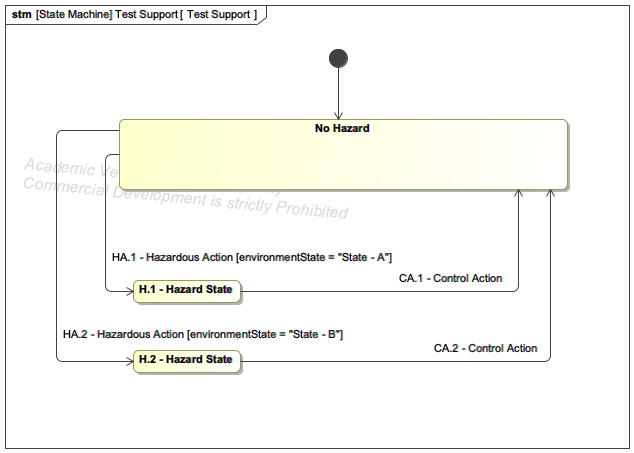 stm [State Machine] Test Support [ Test Support ]
No Hazard
Academic Ve
Commercial Development is strictly Prohibited
HA.1 - Hazardous Action [environmentState = "State - A"]
CA.1 - Control Action
H.1 - Hazard State
HA.2 - Hazardous Action [environmentState = "State - B"]
CA.2 - Control Action
H.2 - Hazard State